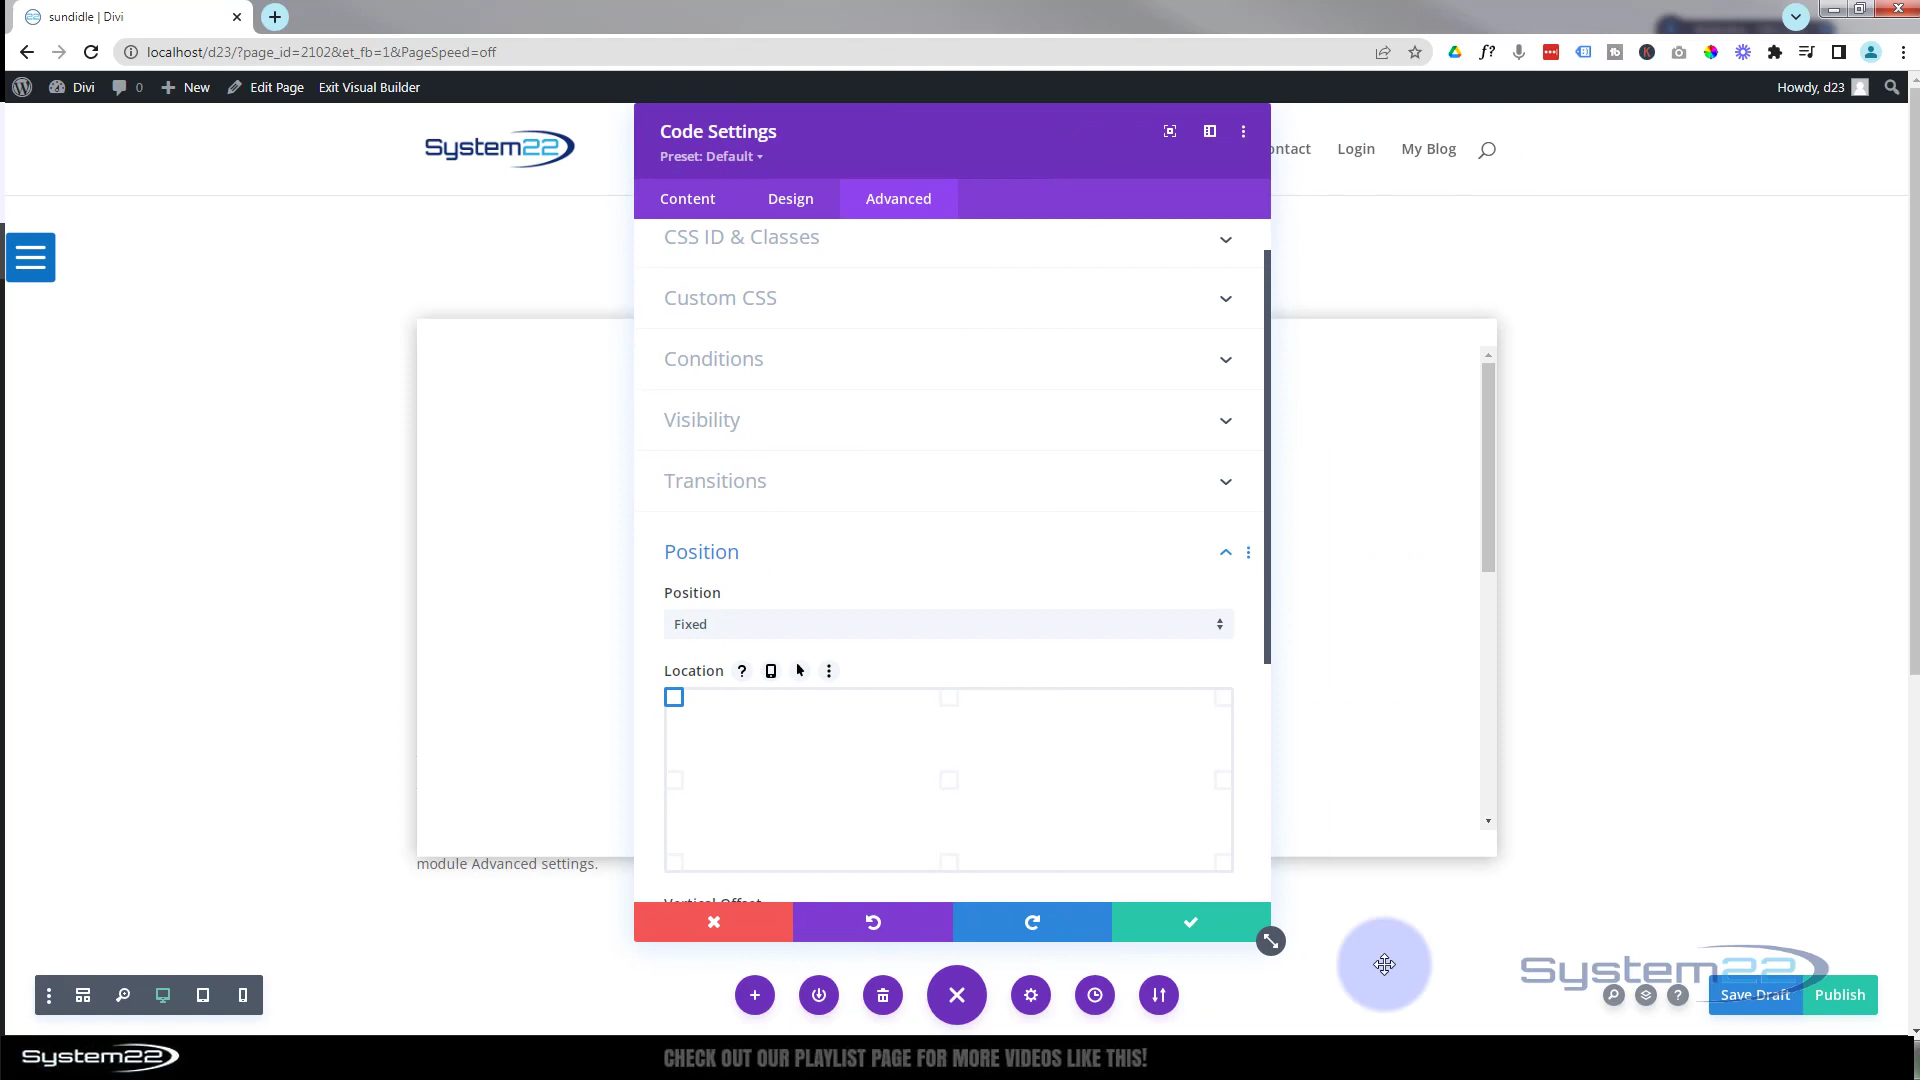 sundidle | Divi
localhost/d23/?page_id=2102&et_fb=1&PageSpeed=off
Divi
0
New
Edit Page
Exit Visual Builder
Howdy, d23
System22
ontact
Login
My Blog
Code Settings
Preset: Default
Content
Design
Advanced
CSS ID & Classes
Custom CSS
Conditions
Visibility
Transitions
Position
Position
Fixed
Location
Vertical Offset
module Advanced settings.
System22
Save Draft
Publish
System22
CHECK OUT OUR PLAYLIST PAGE FOR MORE VIDEOS LIKE THIS!